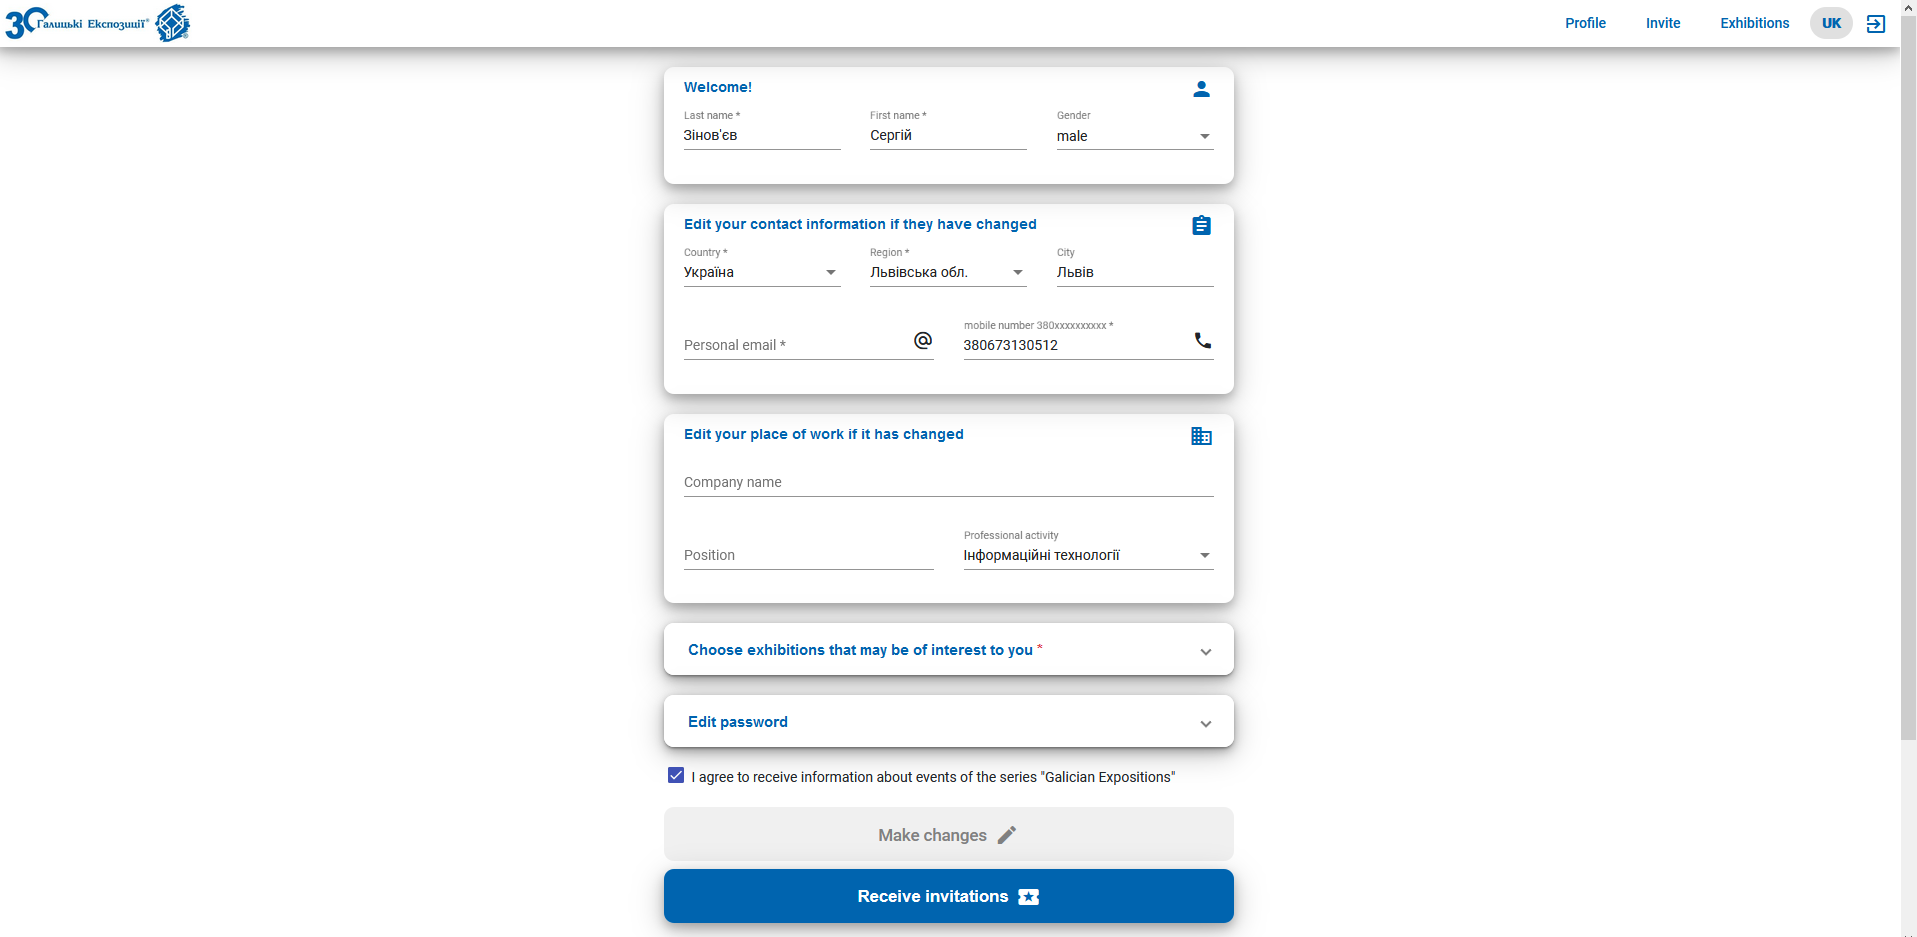 30 Галицькі Експозиції®
Profile
Invite
Exhibitions
UK
Welcome!
Last name *
First name *
Gender
Зінов'єв
Сергій
male
Edit your contact information if they have changed
Country *
Region *
City
Україна
Львівська обл.
Львів
mobile number 380xxxxxxxxxx *
Personal email *
@
380673130512
Edit your place of work if it has changed
Company name
Professional activity
Position
Інформаційні технології
Choose exhibitions that may be of interest to you *
Edit password
I agree to receive information about events of the series "Galician Expositions"
Make changes
Receive invitations